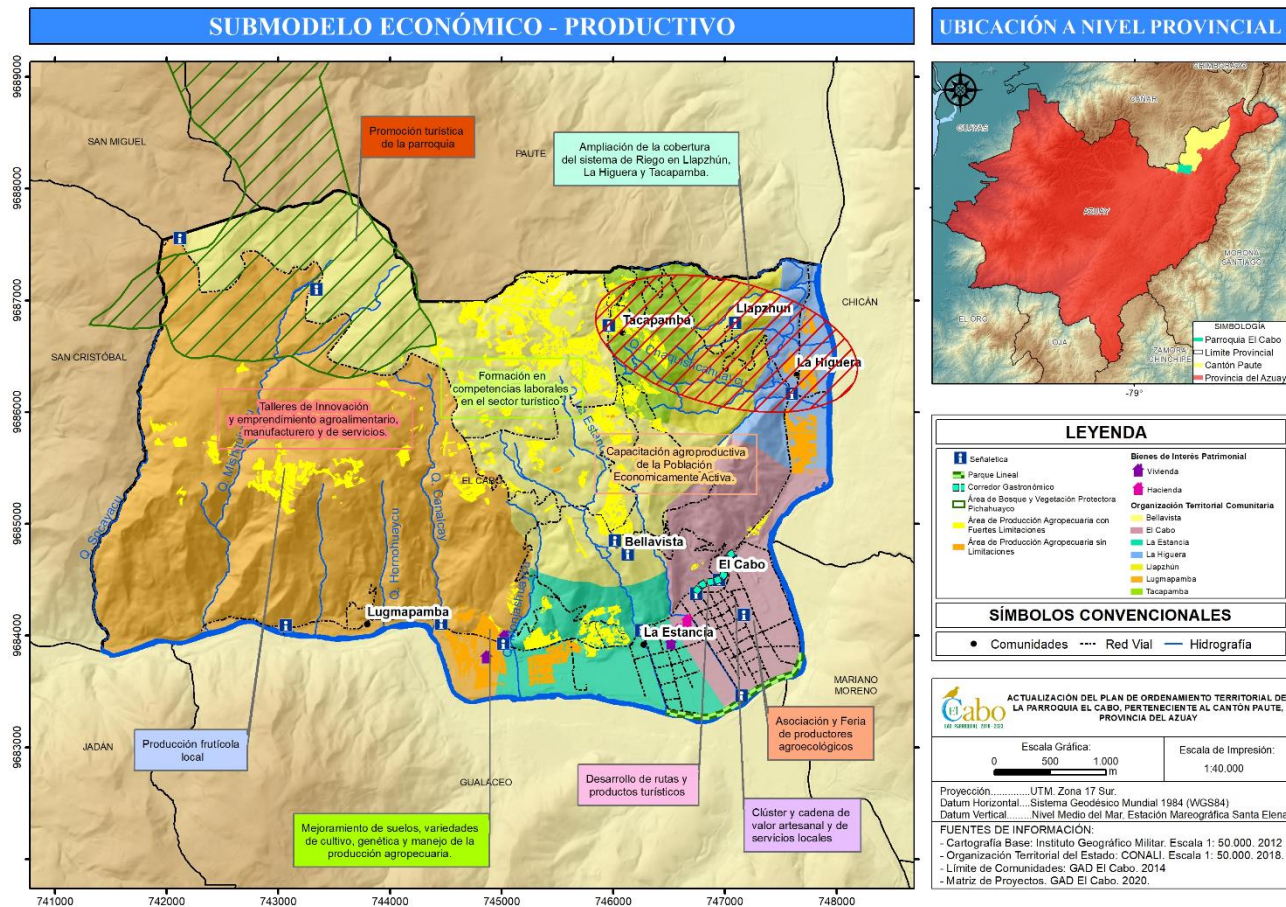 SUBMODELO ECONÓMICO - PRODUCTIVO
UBICACIÓN A NIVEL PROVINCIAL
9689000
9688000
9687000
9686000
9685000
9684000
9683000
SAN MIGUEL
Promoción turística
de la parroquia
PAUTE
Ampliación de la cobertura
del sistema de Riego en Llapzhún,
La Higuera y Tacapamba.
CHICÁN
SAN CRISTÓBAL
Tacapamba
Llapzhun
La Higuera
Formación en
competencias laborales
en el sector turístico
Talleres de Innovación
y emprendimiento agroalimentario,
manufacturero y de servicios.
Capacitación agroproductiva
de la Población
Economicamente Activa.
EL CABO
Q. Socayacu
Q. Hornohuaycu
Bellavista
El Cabo
Lugmapamba
La Estancia
MARIANO
MORENO
JADÁN
GUALACEO
Producción frutícola
local
Asociación y Feria
de productores
agroecológicos
Desarrollo de rutas y
productos turísticos
Mejoramiento de suelos, variedades
de cultivo, genética y manejo de la
producción agropecuaria.
Clúster y cadena de
valor artesanal y de
servicios locales
741000
742000
743000
744000
745000
746000
747000
748000
CHIMBORAZO
CAÑAR
GUAYAS
AZUAY
MORONA
SANTIAGO
EL ORO
LOJA
ZAMORA
CHINCHIPE
SIMBOLOGÍA
Parroquia El Cabo
Limite Provincial
Cantón Paute
Provincia del Azuay
-79°
LEYENDA
Señaletica
Parque Lineal
Corredor Gastronómico
Área de Bosque y Vegetación Protectora
Pichahuayco
Área de Producción Agropecuaria con
Fuertes Limitaciones
Área de Producción Agropecuaria sin
Limitaciones
Bienes de Interés Patrimonial
Vivienda
Hacienda
Organización Territorial Comunitaria
Bellavista
El Cabo
La Estancia
La Higuera
Llapzhún
Lugmapamba
Tacapamba
SÍMBOLOS CONVENCIONALES
Comunidades
Red Vial
Hidrografía
El Cabo
ACTUALIZACIÓN DEL PLAN DE ORDENAMIENTO TERRITORIAL DE
LA PARROQUIA EL CABO, PERTENECIENTE AL CANTÓN PAUTE,
PROVINCIA DEL AZUAY
Escala Gráfica:
0 500 1.000
m
Escala de Impresión:
1:40.000
Proyección..............UTM. Zona 17 Sur.
Datum Horizontal....Sistema Geodésico Mundial 1984 (WGS84)
Datum Vertical.........Nivel Medio del Mar, Estación Mareográfica Santa Elena
FUENTES DE INFORMACIÓN:
- Cartografía Base: Instituto Geográfico Militar. Escala 1: 50.000. 2012
- Organización Territorial del Estado: CONALI. Escala 1: 50.000. 2018.
- Límite de Comunidades: GAD El Cabo. 2014
- Matriz de Proyectos. GAD El Cabo. 2020.